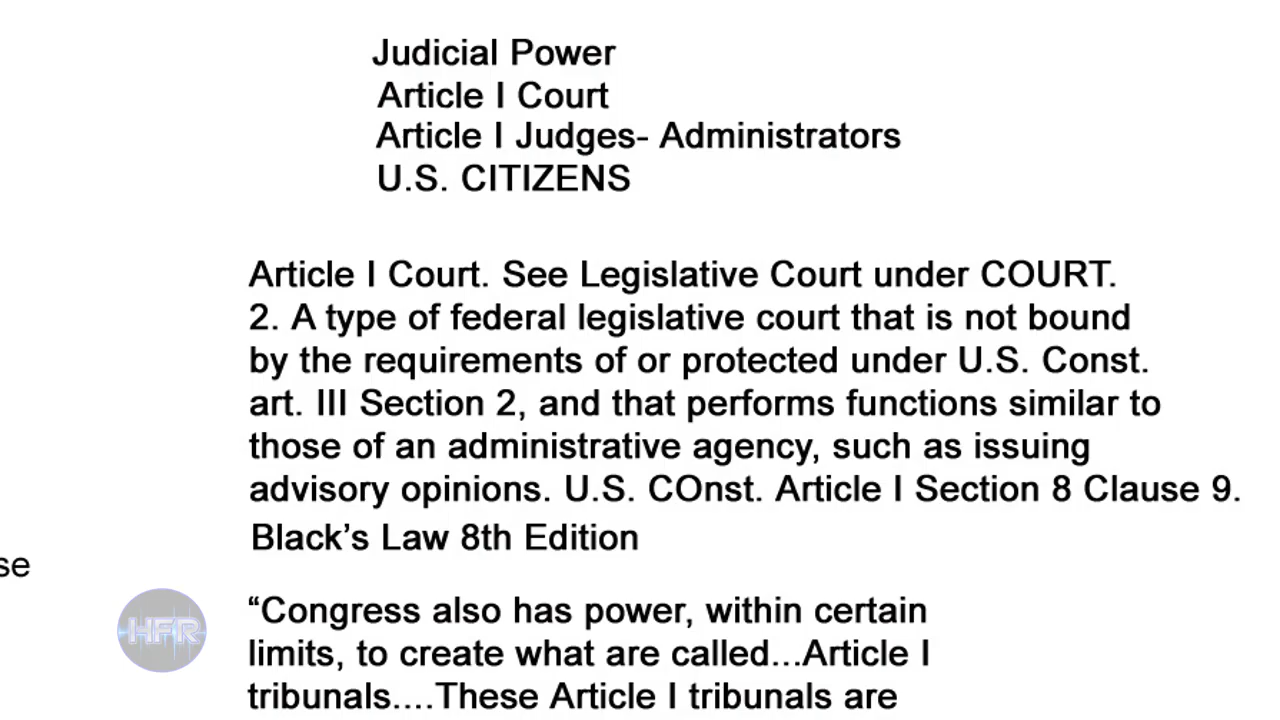 Judicial Power
Article I Court
Article I Judges- Administrators
U.S. CITIZENS
Article I Court. See Legislative Court under COURT.
2. A type of federal legislative court that is not bound
by the requirements of or protected under U.S. Const.
art. III Section 2, and that performs functions similar to
those of an administrative agency, such as issuing
advisory opinions. U.S. COnst. Article I Section 8 Clause 9.
Black’s Law 8th Edition
se
HFR
“Congress also has power, within certain
limits, to create what are called...Article I
tribunals....These Article I tribunals are